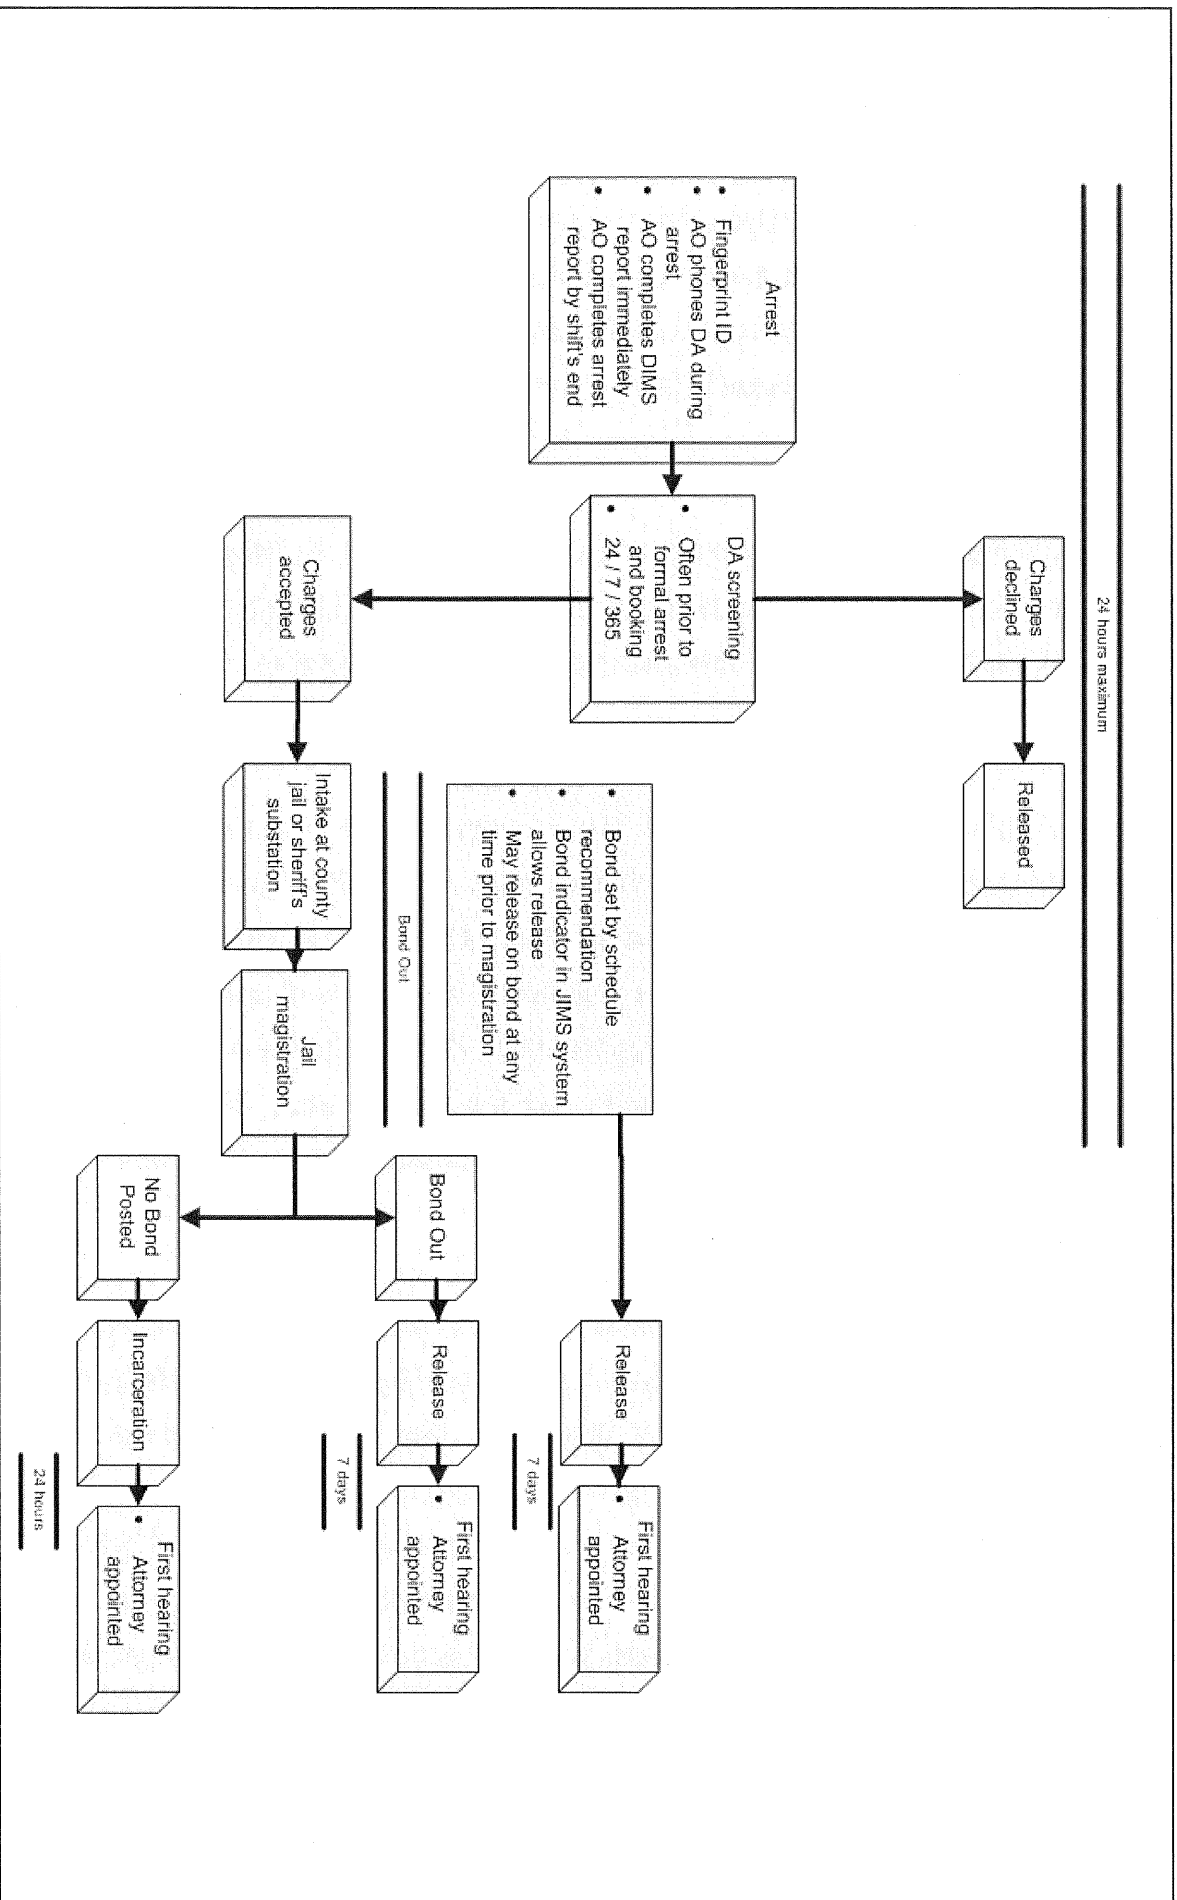 24 hours maximum
Charges
declined
Released
Arrest
• Fingerprint ID
• AO phones DA during
arrest
• AO completes DIMS
report immediately
• AO completes arrest
report by shift's end
DA screening
• Often prior to
formal arrest
and booking
• 24 / 7 / 365
• Bond set by schedule
recommendation
• Bond indicator in JIMS system
allows release
• May release on bond at any
time prior to magistration
Release
First hearing
• Attorney
appointed
7 days
Bond Out
Charges
accepted
Intake at county
jail or sheriff's
substation
Jail
magistration
Bond Out
Release
First hearing
• Attorney
appointed
7 days
No Bond
Posted
Incarceration
First hearing
• Attorney
appointed
24 hours